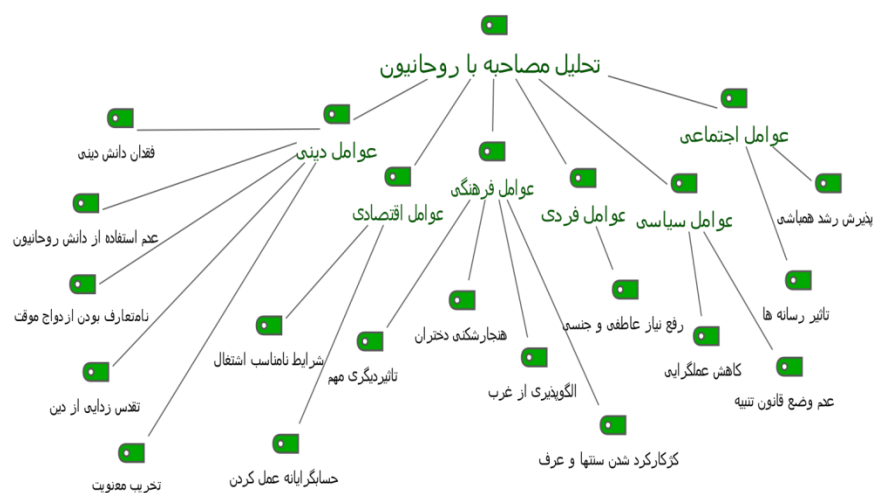 تحلیل مصاحبه با روحانیون
عوامل اجتماعی
عوامل دینی
فقدان دانش دینی
عوامل فرهنگی
عوامل اقتصادی
عوامل فردی
عوامل سیاسی
پذیرش رشد همباشی
عدم استفاده از دانش روحانیون
تاثیر رسانه ها
نامتعارف بودن ازدواج موقت
رفع نیاز عاطفی و جنسی
هنجارشکنی دختران
شرایط نامناسب اشتغال
کاهش عملگرایی
تاثیردیگری مهم
الگوپذیری از غرب
عدم وضع قانون تنبیه
تقدس زدایی از دین
کژکارکرد شدن سنتها و عرف
حسابگرایانه عمل کردن
تخریب معنویت